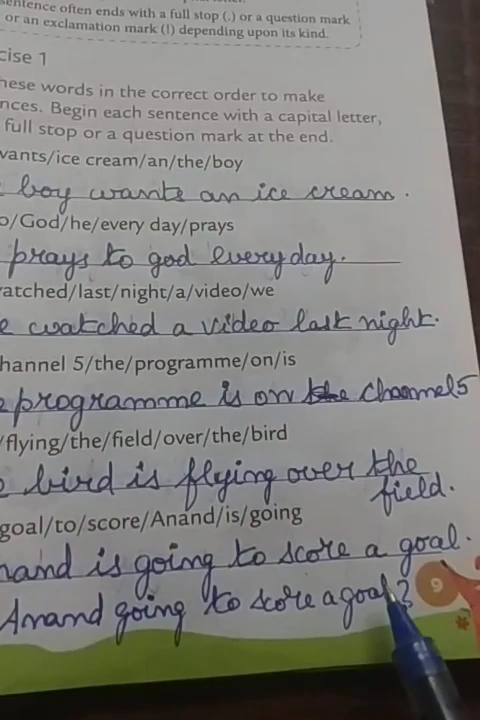 sentence often ends with a full stop (.) or a question mark
or an exclamation mark (!) depending upon its kind.
cise 1
hese words in the correct order to make
nces. Begin each sentence with a capital letter,
full stop or a question mark at the end.
wants/ice cream/an/the/boy
boy wants an ice cream.
o/God/he/every day/prays
prays to god everyday.
atched/last/night/a/video/we
e watched a video last night.
hannel 5/the/programme/on/is
e programme is on the channel 5
/flying/the/field/over/the/bird
e bird is flying over the
field.
goal/to/score/Anand/is/going
nand is going to score a goal.
Anand going to score a goal?
9